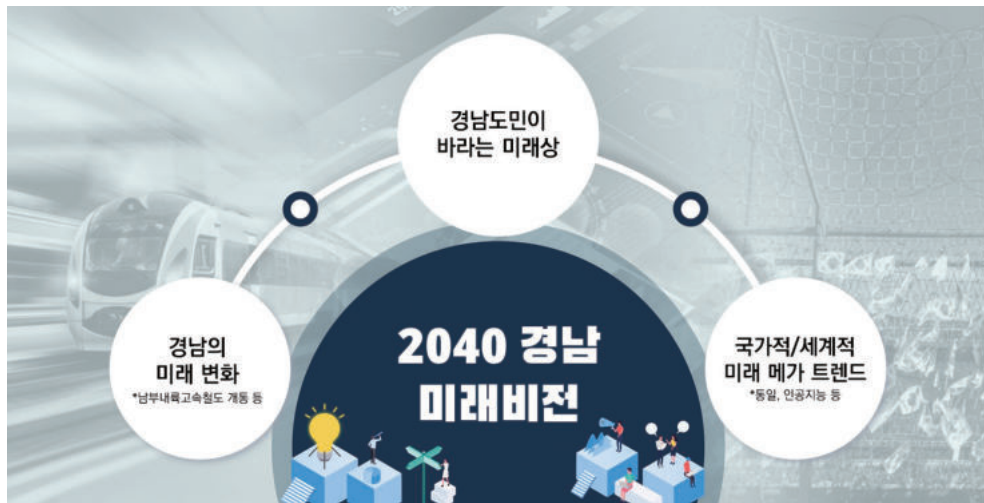 경남도민이
바라는 미래상
경남의
미래 변화
*남부내륙고속철도 개통 등
2040 경남
미래비전
국가적/세계적
미래 메가 트렌드
*통일, 인공지능 등